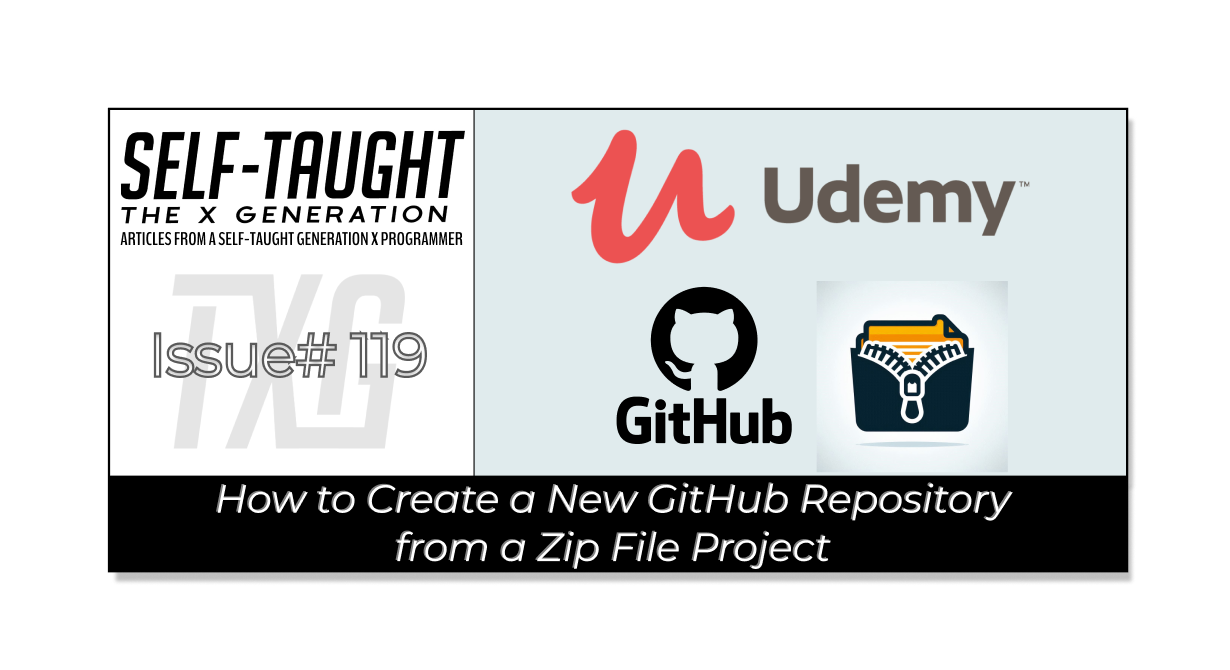 SELF-TAUGHT
THE X GENERATION
ARTICLES FROM A SELF-TAUGHT GENERATION X PROGRAMMER
TXG
Issue# 119
Udemy™
GitHub
How to Create a New GitHub Repository
from a Zip File Project